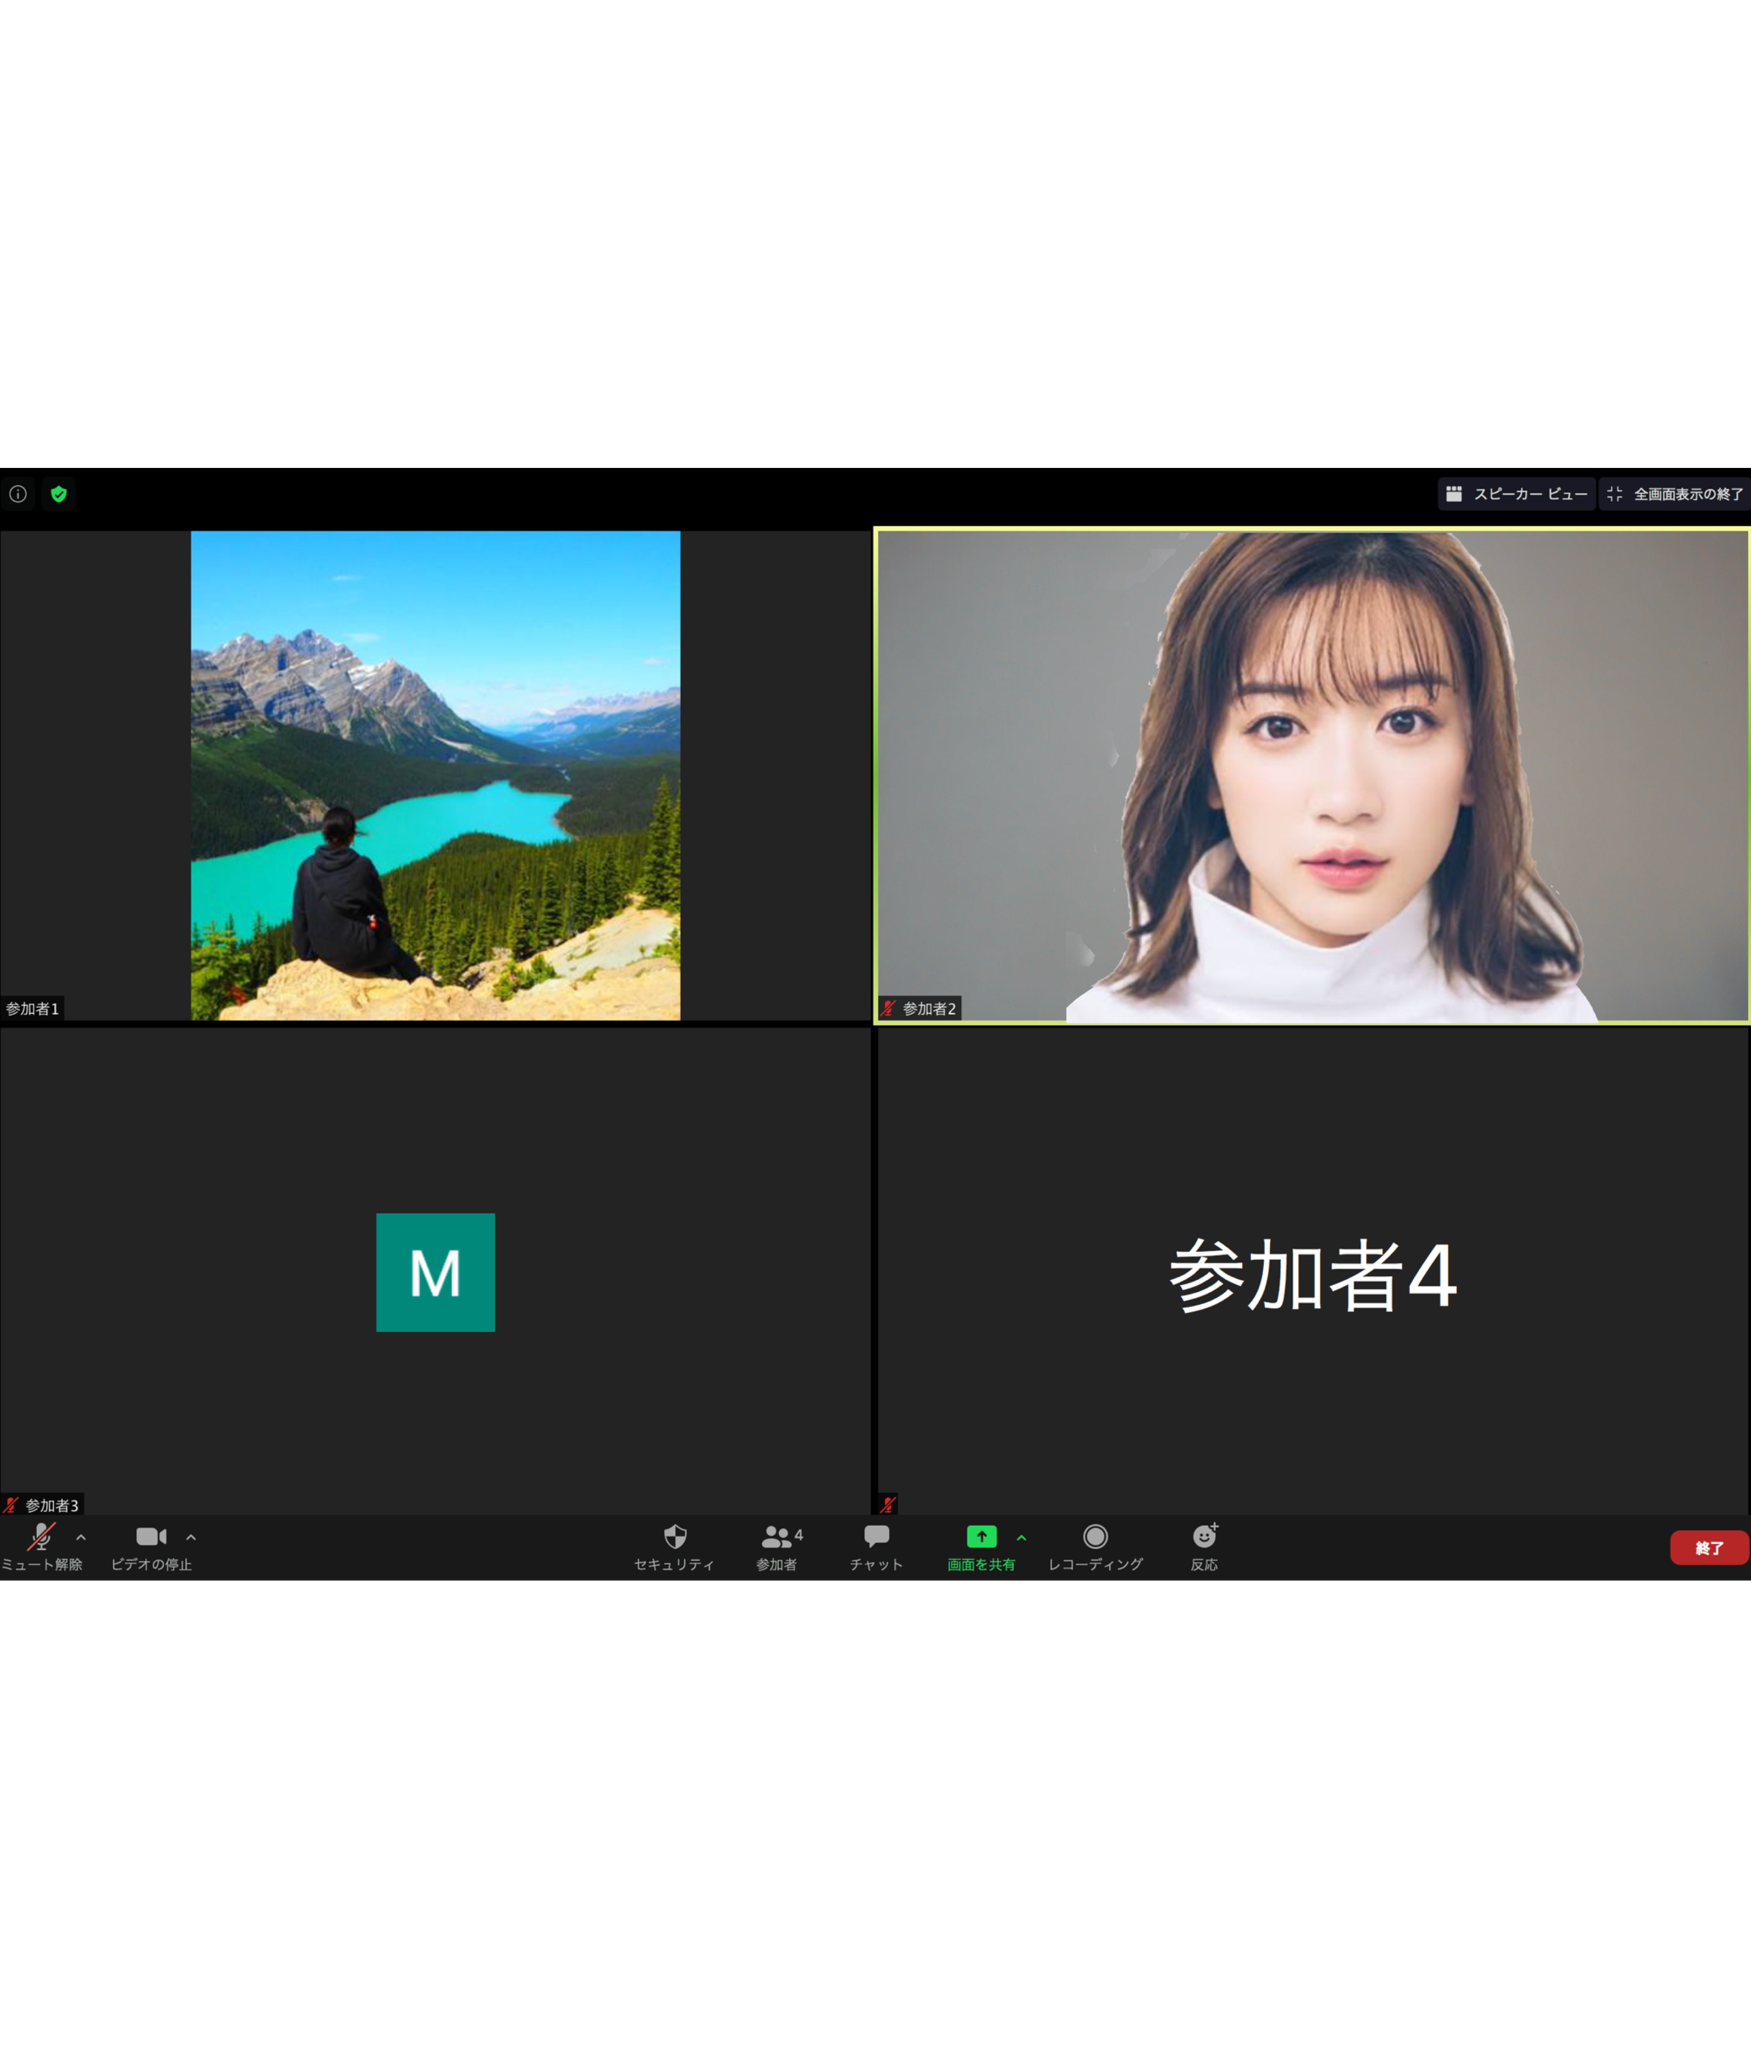 スピーカー ビュー
全画面表示の終了
参加者1
参加者2
M
参加者4
参加者3
ミュート解除
ビデオの停止
セキュリティ
4
参加者
チャット
画面を共有
レコーディング
反応
終了